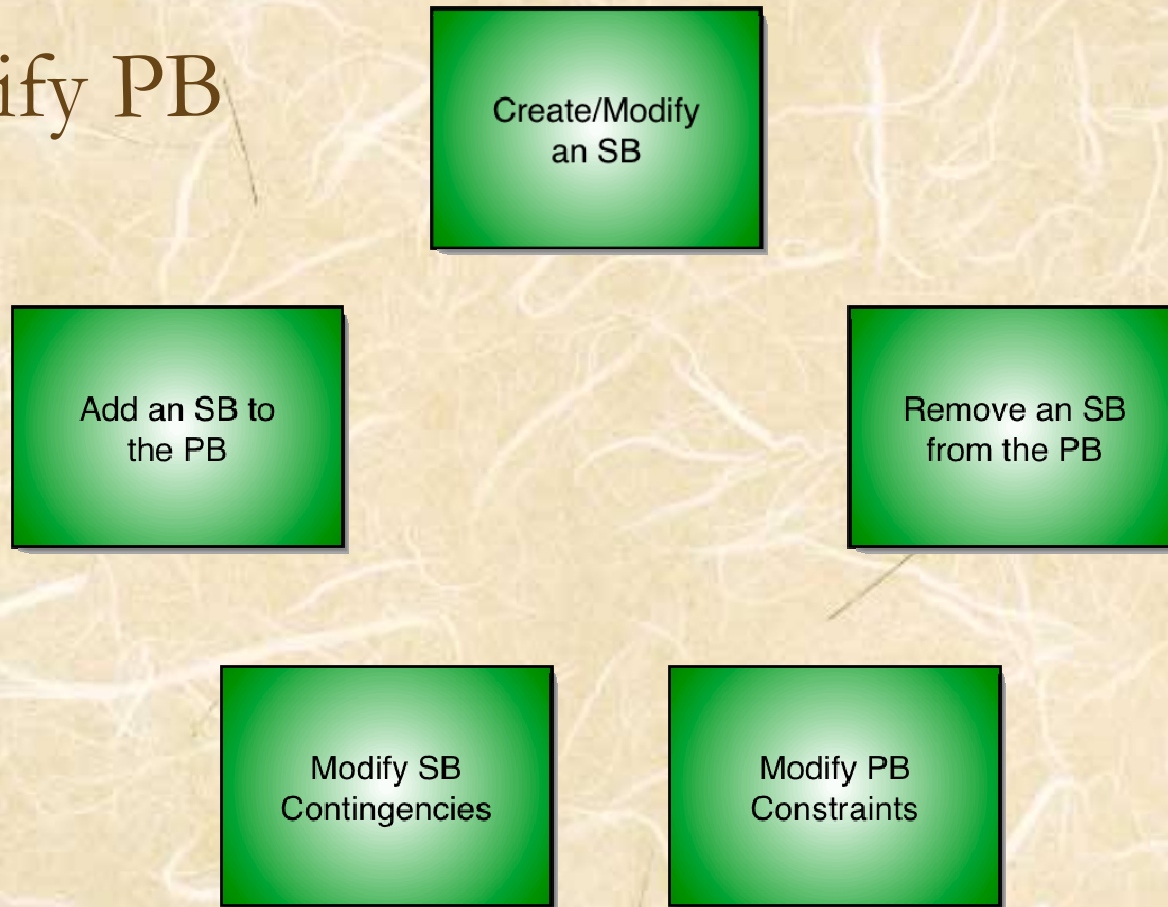 ify PB
Create/Modify
an SB
Add an SB to
the PB
Remove an SB
from the PB
Modify SB
Contingencies
Modify PB
Constraints